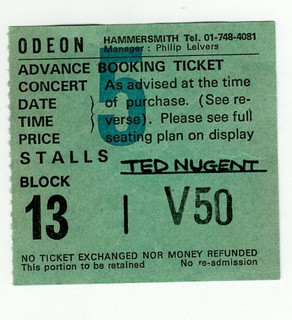 ODEON HAMMERSMITH Tel. 01-748-4081
Manager : Philip Leivers
5
ADVANCE BOOKING TICKET
CONCERT As advised at the time
DATE of purchase. (See re-
TIME verse). Please see full
PRICE seating plan on display
STALLS TED NUGENT
BLOCK
13 V50
NO TICKET EXCHANGED NOR MONEY REFUNDED
This portion to be retained No re-admission